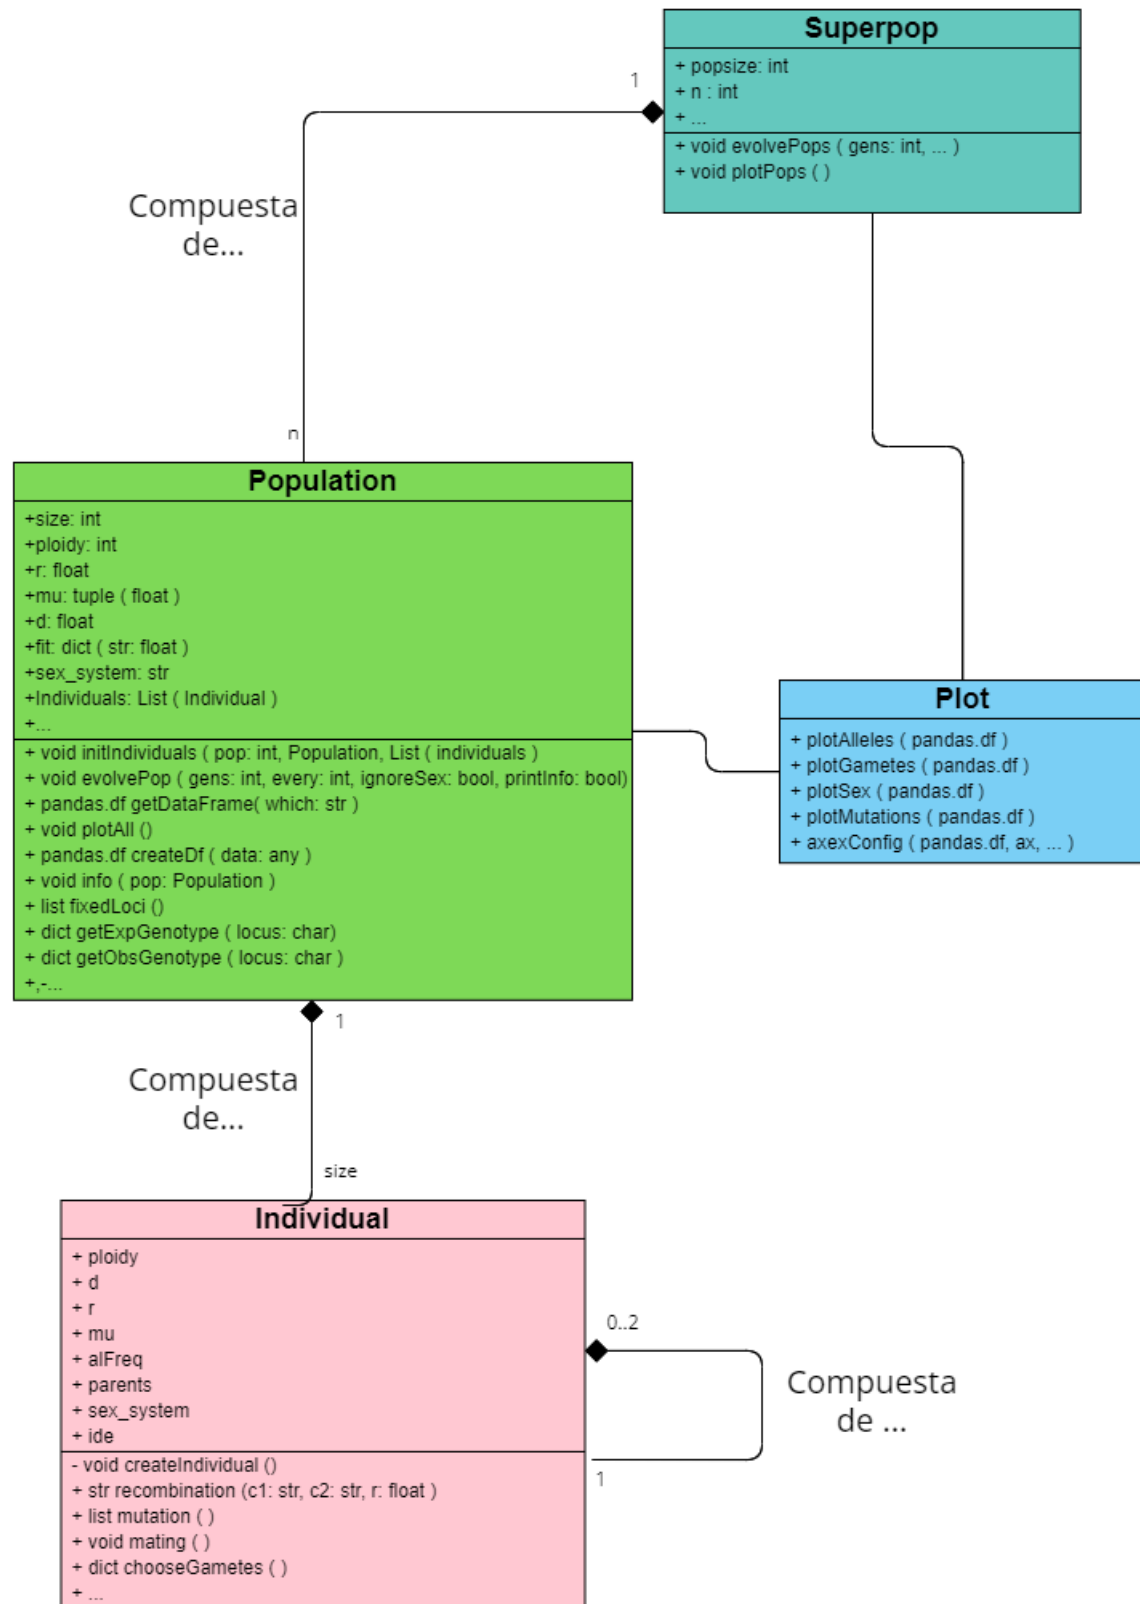 Superpop
+ popsize: int
+ n : int
+ ...
+ void evolvePops ( gens: int, ... )
+ void plotPops ( )
1
Compuesta
de...
n
Population
+size: int
+ploidy: int
+r: float
+mu: tuple ( float )
+d: float
+fit: dict ( str: float )
+sex_system: str
+Individuals: List ( Individual )
+...
+ void initIndividuals ( pop: int, Population, List ( individuals )
+ void evolvePop ( gens: int, every: int, ignoreSex: bool, printInfo: bool)
+ pandas.df getDataFrame( which: str )
+ void plotAll ()
+ pandas.df createDf ( data: any )
+ void info ( pop: Population )
+ list fixedLoci ()
+ dict getExpGenotype ( locus: char)
+ dict getObsGenotype ( locus: char )
+,-...
Plot
+ plotAlleles ( pandas.df )
+ plotGametes ( pandas.df )
+ plotSex ( pandas.df )
+ plotMutations ( pandas.df )
+ axexConfig ( pandas.df, ax, ... )
1
Compuesta
de...
size
Individual
+ ploidy
+ d
+ r
+ mu
+ alFreq
+ parents
+ sex_system
+ ide
- void createIndividual ()
+ str recombination (c1: str, c2: str, r: float )
+ list mutation ( )
+ void mating ( )
+ dict chooseGametes ( )
+ ...
0..2
Compuesta
de ...
1